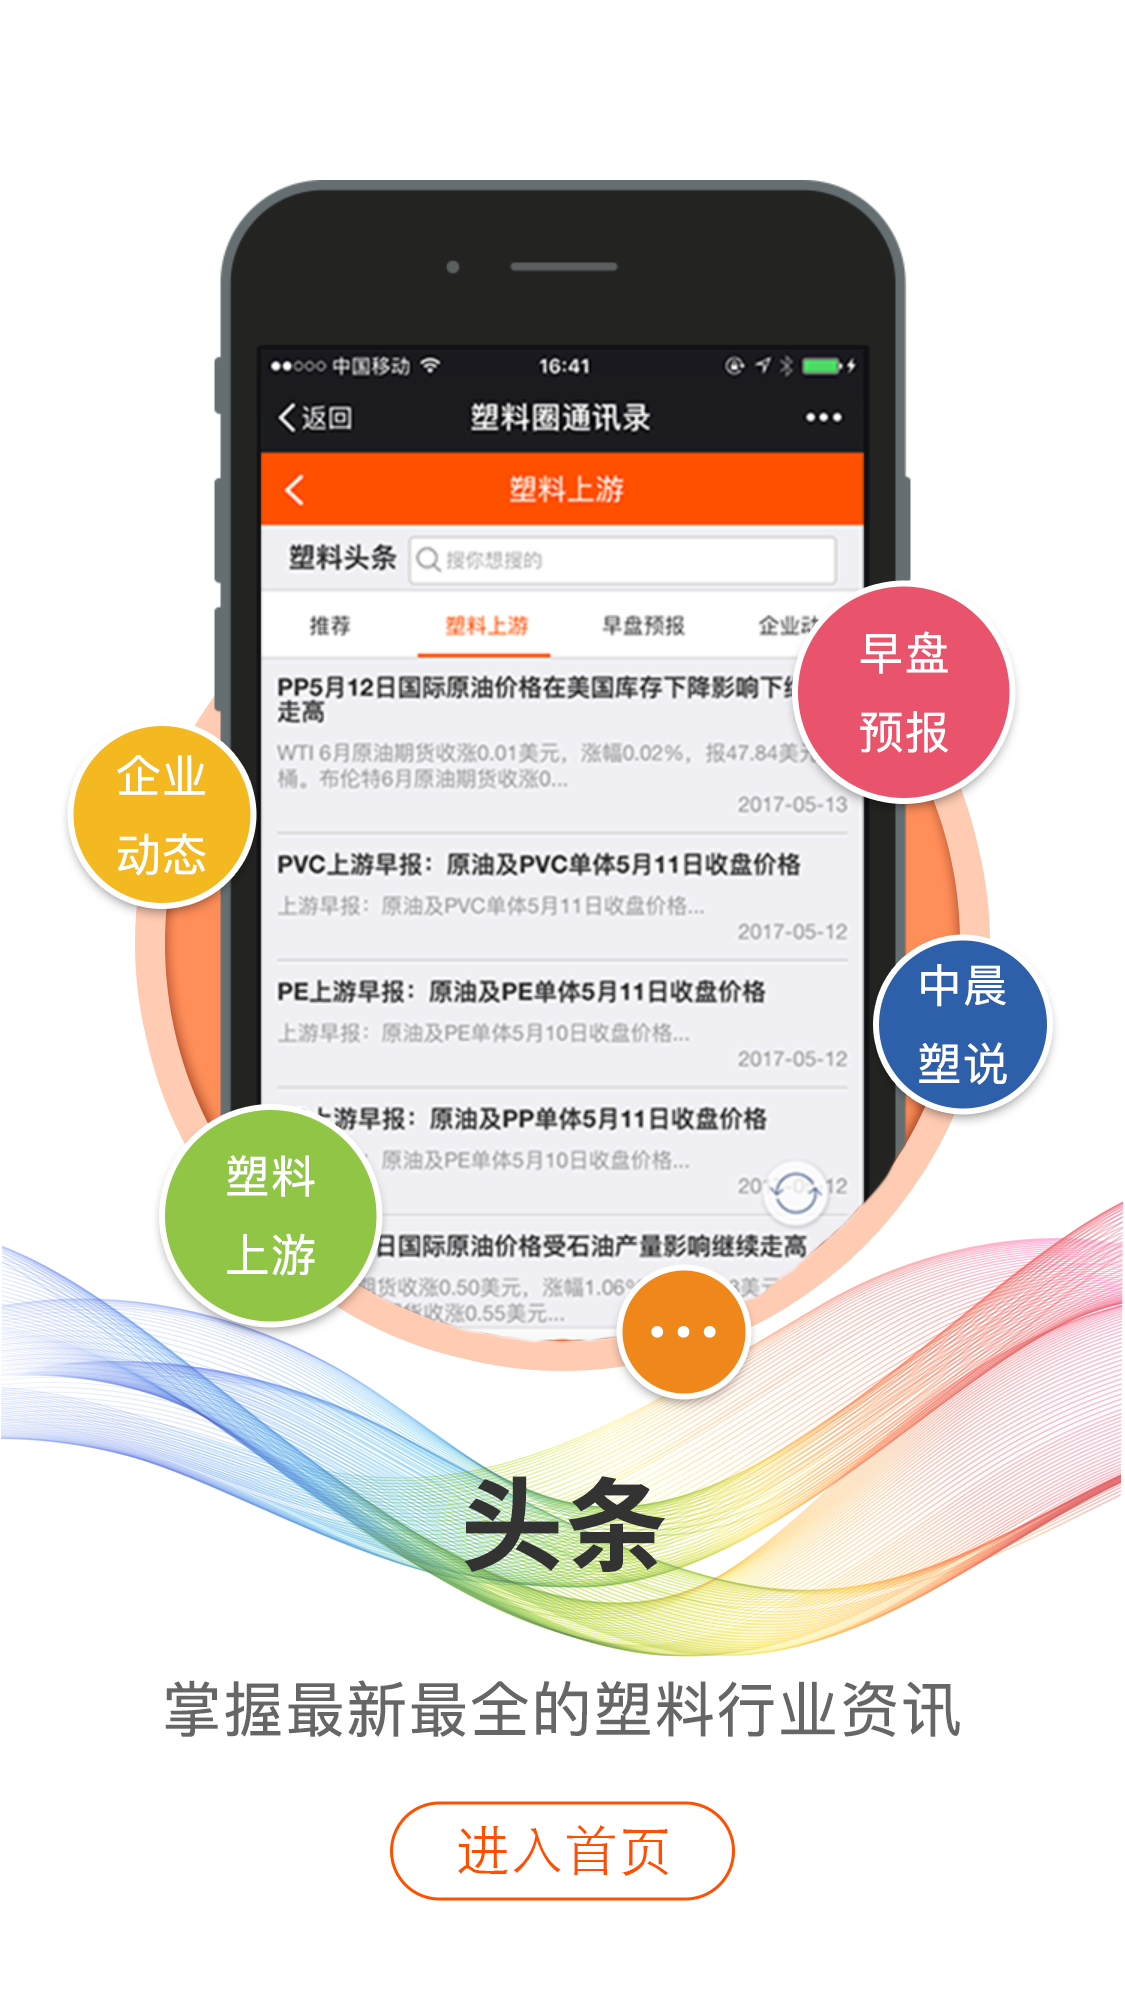 中国移动 16:41
返回 塑料圈通讯录
塑料上游
塑料头条 搜你想搜的
推荐 塑料上游 早盘预报 企业动
PP5月12日国际原油价格在美国库存下降影响下
走高
WTI 6月原油期货收涨0.01美元，涨幅0.02%，报47.84美元
桶。布伦特6月原油期货收涨0...
2017-05-13
PVC上游早报：原油及PVC单体5月11日收盘价格
上游早报：原油及PVC单体5月11日收盘价格...
2017-05-12
PE上游早报：原油及PE单体5月11日收盘价格
上游早报：原油及PE单体5月10日收盘价格...
2017-05-12
上游早报：原油及PP单体5月11日收盘价格
：原油及PE单体5月10日收盘价格...
12
日国际原油价格受石油产量影响继续走高
期货收涨0.50美元，涨幅1.06%
货收涨0.55美元...
早盘
预报
企业
动态
中晨
塑说
塑料
上游
头条
掌握最新最全的塑料行业资讯
进入首页